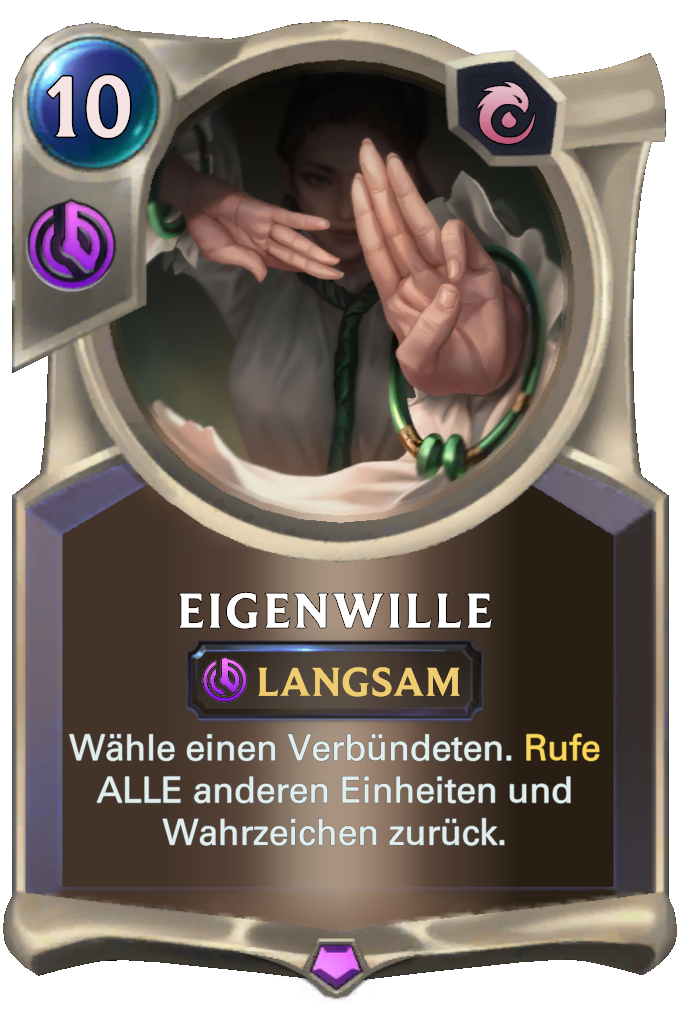 10
EIGENWILLE
LANGSAM
Wähle einen Verbündeten. Rufe
ALLE anderen Einheiten und
Wahrzeichen zurück.